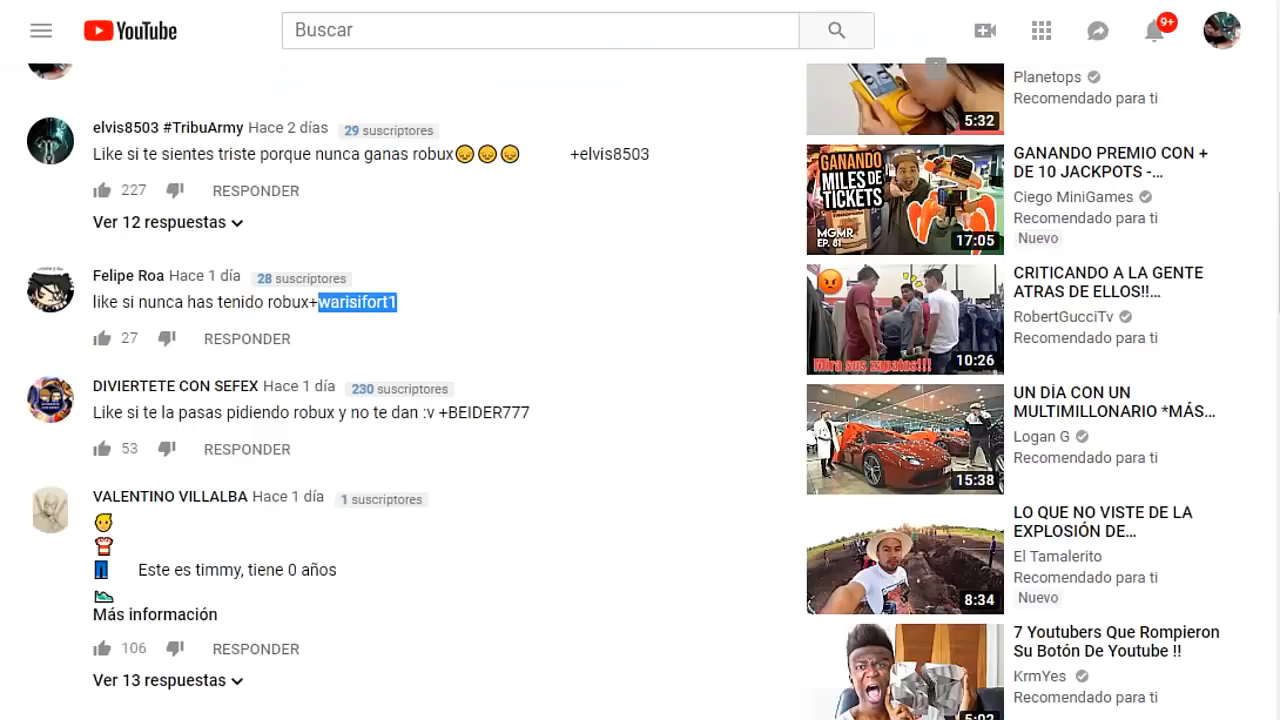 YouTube
Buscar
9+
elvis8503 #TribuArmy Hace 2 días 29 suscriptores
Like si te sientes triste porque nunca ganas robux😞😞😞 +elvis8503
227 RESPONDER
Ver 12 respuestas
Felipe Roa Hace 1 día 28 suscriptores
like si nunca has tenido robux+warisifort1
27 RESPONDER
DIVIERTETE CON SEFEX Hace 1 día 230 suscriptores
Like si te la pasas pidiendo robux y no te dan :v +BEIDER777
53 RESPONDER
VALENTINO VILLALBA Hace 1 día 1 suscriptores
Este es timmy, tiene 0 años
Más información
106 RESPONDER
Ver 13 respuestas
5:32
Planetops
Recomendado para ti
GANANDO
MILES DE
TICKETS
MGMR
EP. 81
17:05
GANANDO PREMIO CON +
DE 10 JACKPOTS -...
Ciego MiniGames
Recomendado para ti
Nuevo
Mira sus zapatos!!!
10:26
CRITICANDO A LA GENTE
ATRAS DE ELLOS!!...
RobertGucciTv
Recomendado para ti
15:38
UN DÍA CON UN
MULTIMILLONARIO *MÁS...
Logan G
Recomendado para ti
8:34
LO QUE NO VISTE DE LA
EXPLOSIÓN DE...
El Tamalerito
Recomendado para ti
Nuevo
5:02
7 Youtubers Que Rompieron
Su Botón De Youtube !!
KrmYes
Recomendado para ti